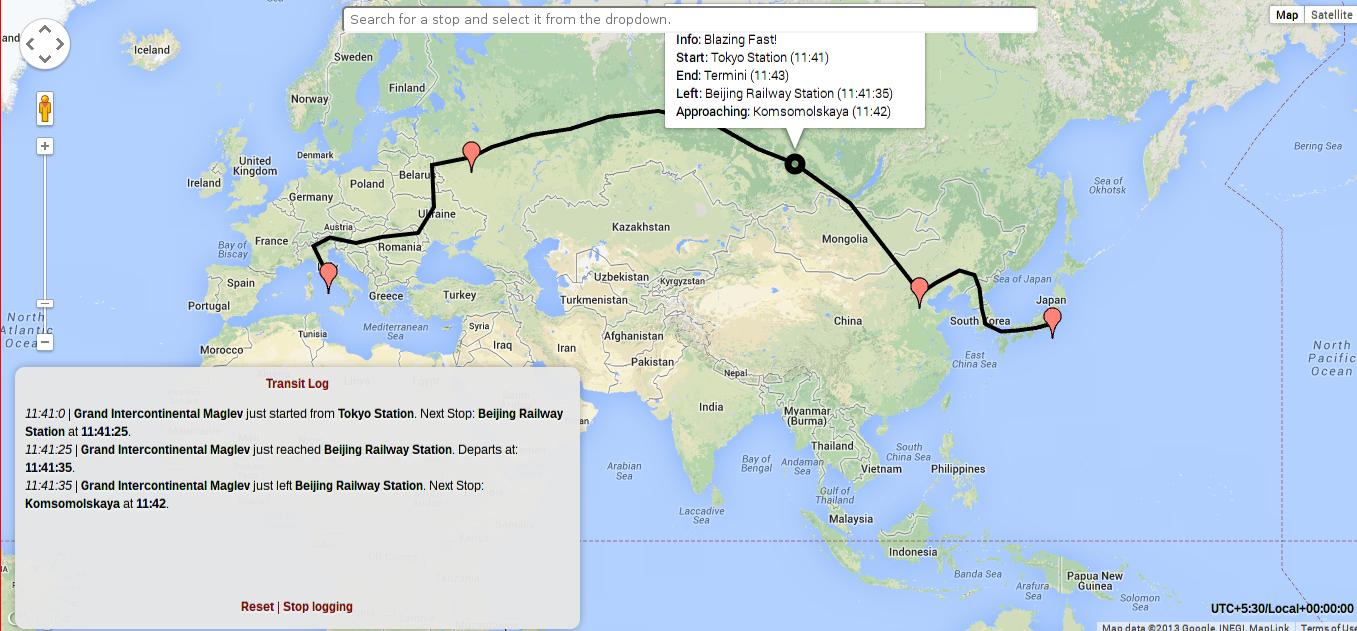 Search for a stop and select it from the dropdown.
Map
Satellite
Info: Blazing Fast!
Start: Tokyo Station (11:41)
End: Termini (11:43)
Left: Beijing Railway Station (11:41:35)
Approaching: Komsomolskaya (11:42)
Iceland
Sweden
Finland
Norway
United
Kingdom
Denmark
Ireland
Belarus
Poland
Germany
Ukraine
Austria
France
Romania
Bay of
Biscay
Spain
Portugal
Greece
Turkey
Mediterranean
Sea
Tunisia
Syria
Morocco
Iraq
Iran
Kazakhstan
Uzbekistan
Kyrgyzstan
Turkmenistan
Afghanistan
Pakistan
Mongolia
China
Nepal
India
Myanmar
(Burma)
Thailand
Vietnam
Philippines
Malaysia
Indonesia
Papua New
Guinea
Japan
South Korea
Sea of Japan
East
China Sea
South
China Sea
Sea of
Okhotsk
Bering Sea
North
Pacific
Ocean
North
Atlantic
Ocean
Arabian
Sea
Bay of
Bengal
Andaman
Sea
Gulf of
Thailand
Laccadive
Sea
Banda Sea
Arafura
Sea
Solomon
Sea
Transit Log
11:41:0 | Grand Intercontinental Maglev just started from Tokyo Station. Next Stop: Beijing Railway
Station at 11:41:25.
11:41:25 | Grand Intercontinental Maglev just reached Beijing Railway Station. Departs at:
11:41:35.
11:41:35 | Grand Intercontinental Maglev just left Beijing Railway Station. Next Stop:
Komsomolskaya at 11:42.
Reset | Stop logging
UTC+5:30/Local+00:00:00
Map data ©2013 Google, INEGI, MapLink
Terms of Use